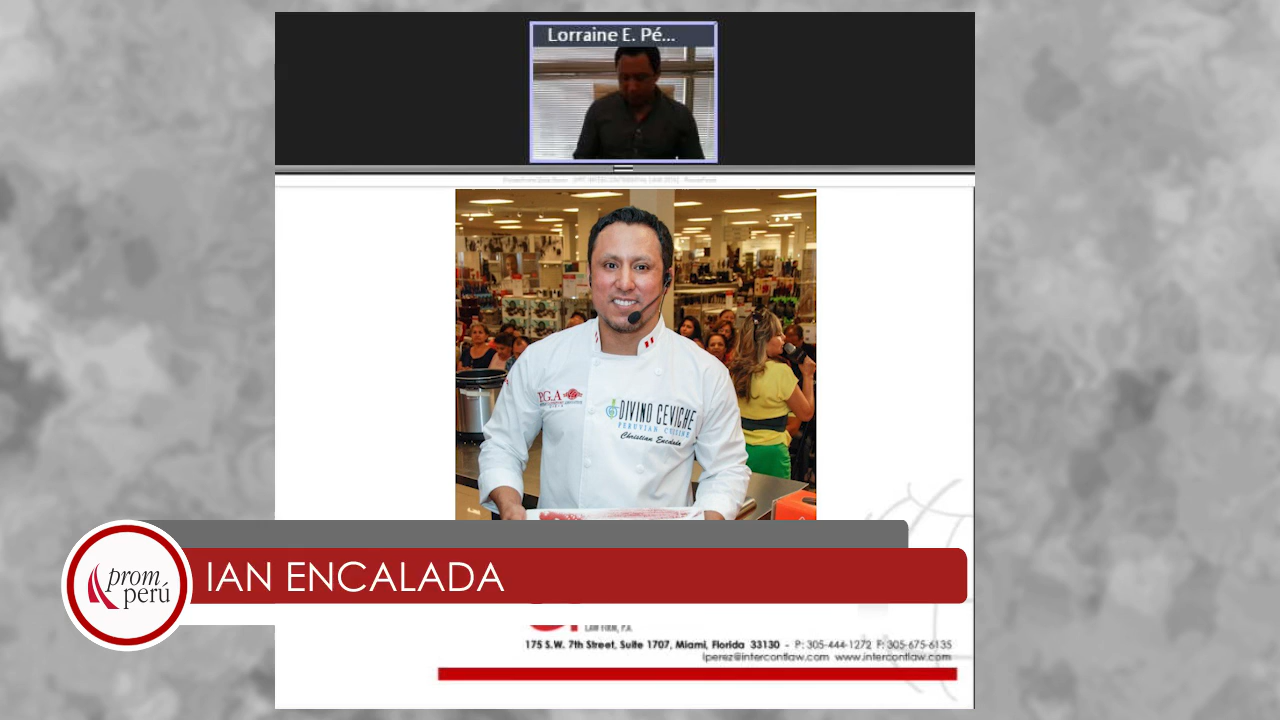 Lorraine E. Pé...
P.G.A
DIVINO CEVICHE
PERUVIAN CUISINE
Christian Encalada
prom
perú
IAN ENCALADA
LAW FIRM, P.A.
175 S.W. 7th Street, Suite 1707, Miami, Florida 33130 - P: 305-444-1272 F: 305-675-6135
lperez@intercontlaw.com www.intercontlaw.com